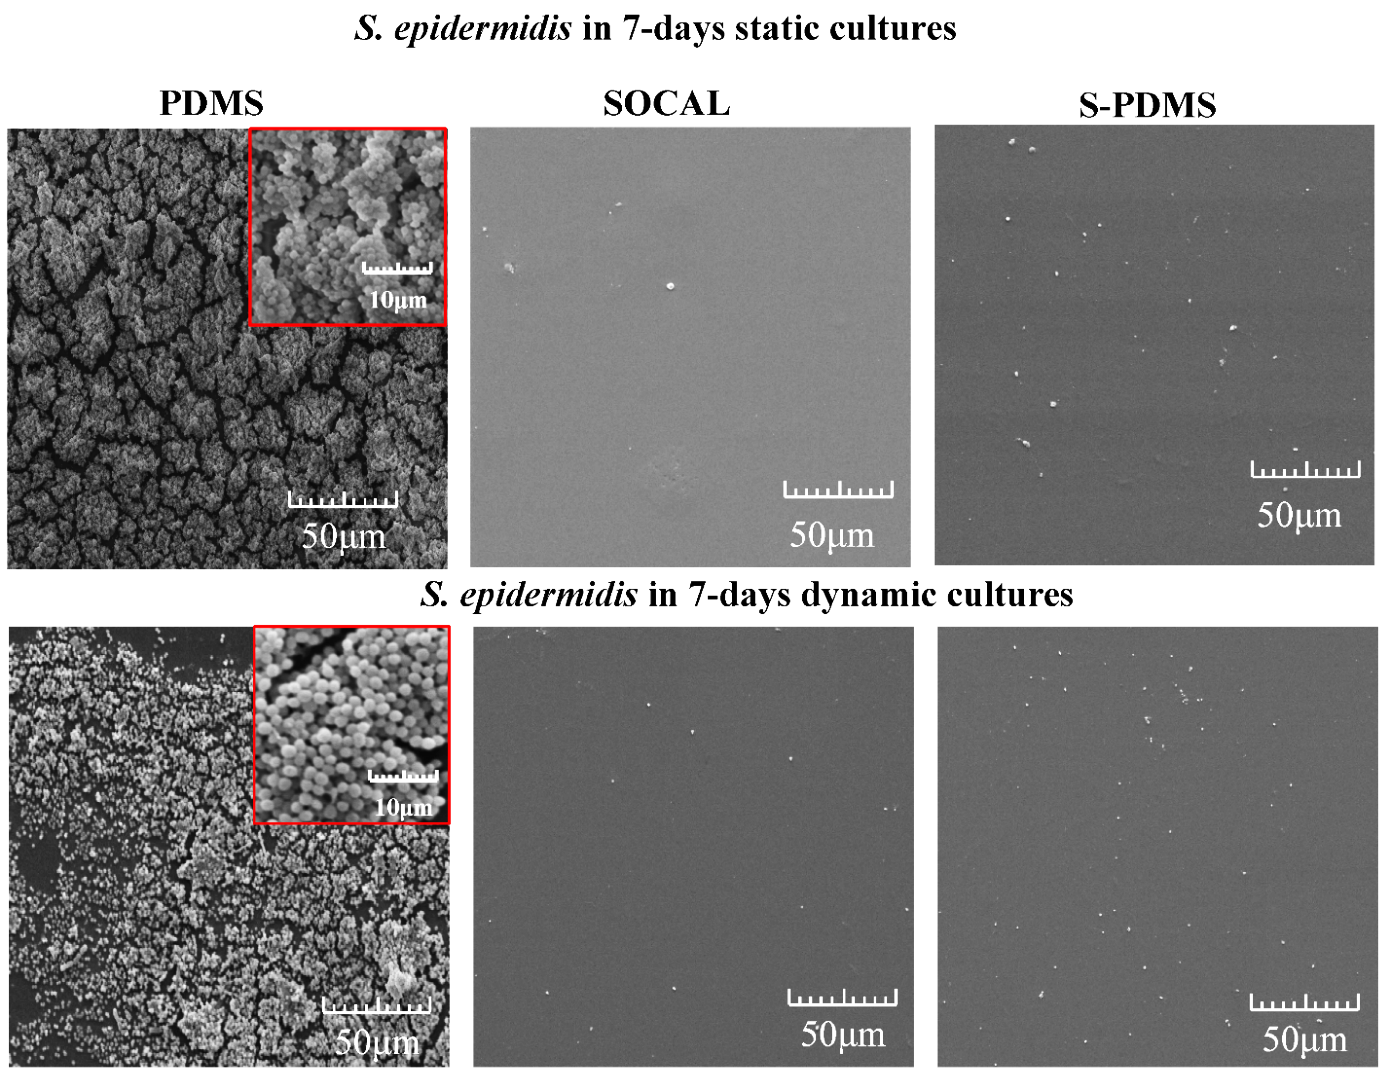 S. epidermidis in 7-days static cultures
PDMS
SOCAL
S-PDMS
10μm
50μm
50μm
50μm
S. epidermidis in 7-days dynamic cultures
10μm
50μm
50μm
50μm